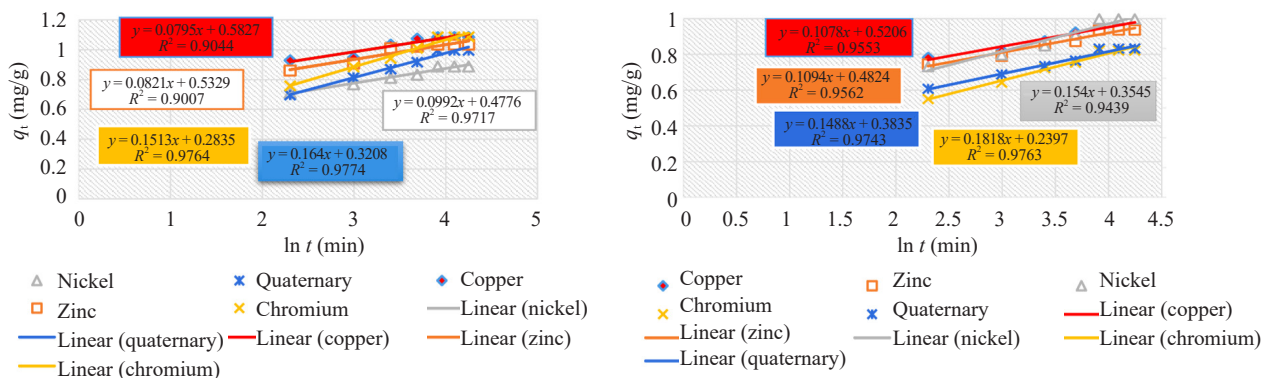 1.2
1
0.8
0.6
0.4
0.2
0
q_t (mg/g)
y = 0.0795x + 0.5827
R² = 0.9044
y = 0.0821x + 0.5329
R² = 0.9007
y = 0.1513x + 0.2835
R² = 0.9764
y = 0.164x + 0.3208
R² = 0.9774
y = 0.0992x + 0.4776
R² = 0.9717
0 1 2 3 4 5
ln t (min)
Nickel Quaternary Copper
Zinc Chromium Linear (nickel)
Linear (quaternary) Linear (copper) Linear (zinc)
Linear (chromium)
1
0.8
0.6
0.4
0.2
0
q_t (mg/g)
y = 0.1078x + 0.5206
R² = 0.9553
y = 0.1094x + 0.4824
R² = 0.9562
y = 0.1488x + 0.3835
R² = 0.9743
y = 0.154x + 0.3545
R² = 0.9439
y = 0.1818x + 0.2397
R² = 0.9763
0 0.5 1 1.5 2 2.5 3 3.5 4 4.5
ln t (min)
Copper Zinc Nickel
Chromium Quaternary Linear (copper)
Linear (zinc) Linear (nickel) Linear (chromium)
Linear (quaternary)